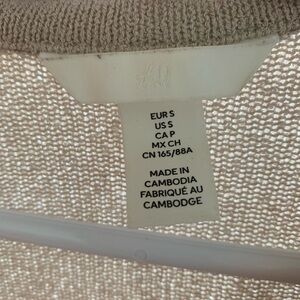 H&M
EUR S
US S
CA P
MX CH
CN 165/88A
MADE IN
CAMBODIA
FABRIQUÉ AU
CAMBODGE